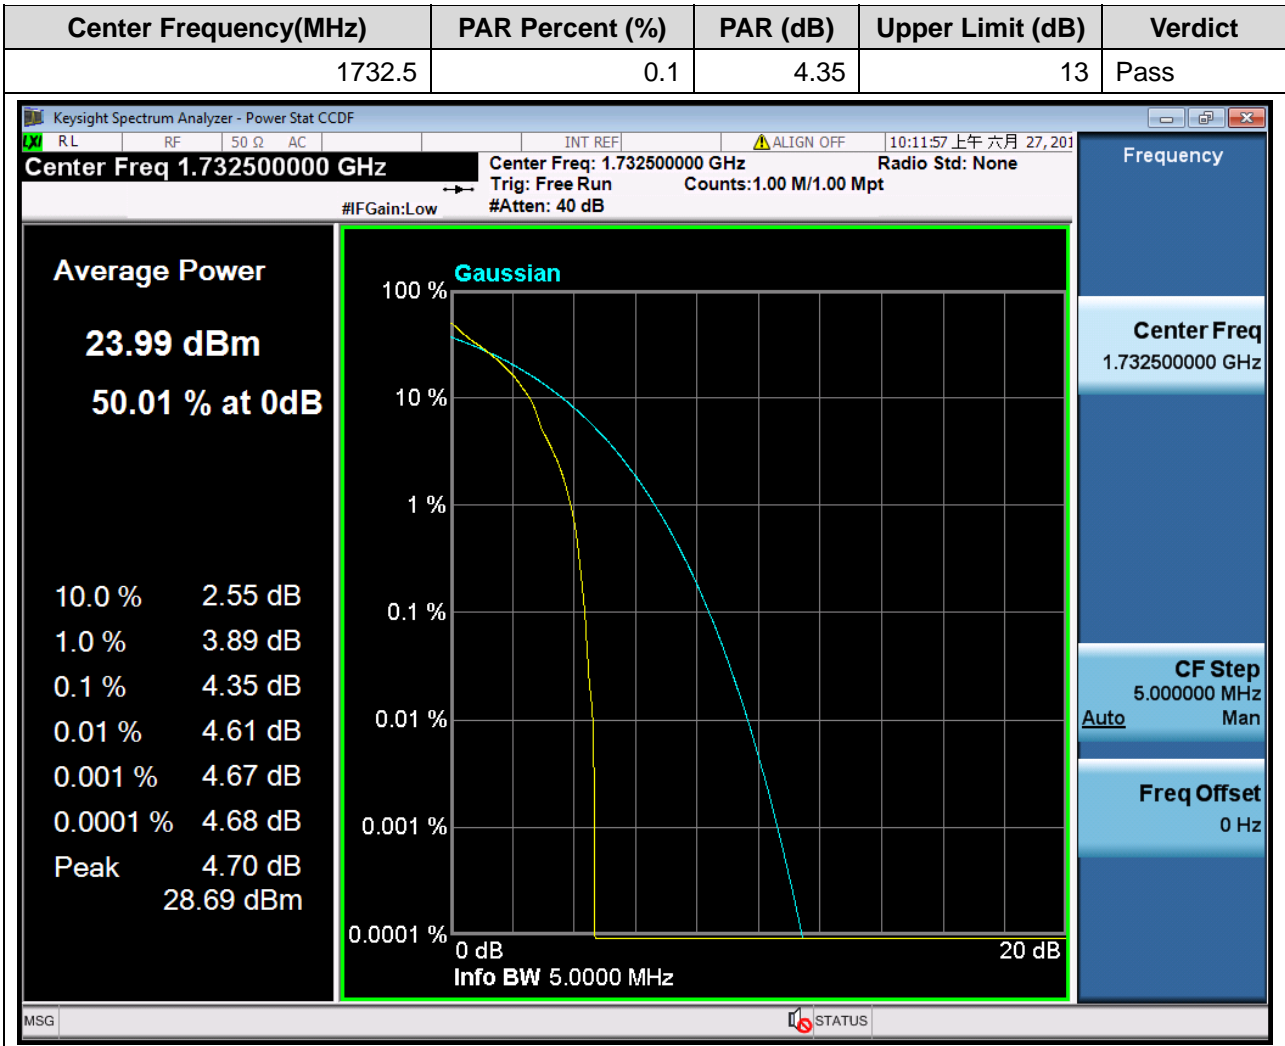 Center Frequency(MHz) PAR Percent (%) PAR (dB) Upper Limit (dB) Verdict
1732.5 0.1 4.35 13 Pass
Keysight Spectrum Analyzer - Power Stat CCDF
LXI RL RF 50 Ω AC INT REF ALIGN OFF 10:11:57 上午 六月 27, 201
Center Freq 1.732500000 GHz
#IFGain:Low
Center Freq: 1.732500000 GHz Radio Std: None
Trig: Free Run Counts:1.00 M/1.00 Mpt
#Atten: 40 dB
Average Power
23.99 dBm
50.01 % at 0dB
10.0 % 2.55 dB
1.0 % 3.89 dB
0.1 % 4.35 dB
0.01 % 4.61 dB
0.001 % 4.67 dB
0.0001 % 4.68 dB
Peak 4.70 dB
28.69 dBm
Gaussian
100 %
10 %
1 %
0.1 %
0.01 %
0.001 %
0.0001 %
0 dB 20 dB
Info BW 5.0000 MHz
Frequency
Center Freq
1.732500000 GHz
CF Step
5.000000 MHz
Auto Man
Freq Offset
0 Hz
MSG STATUS